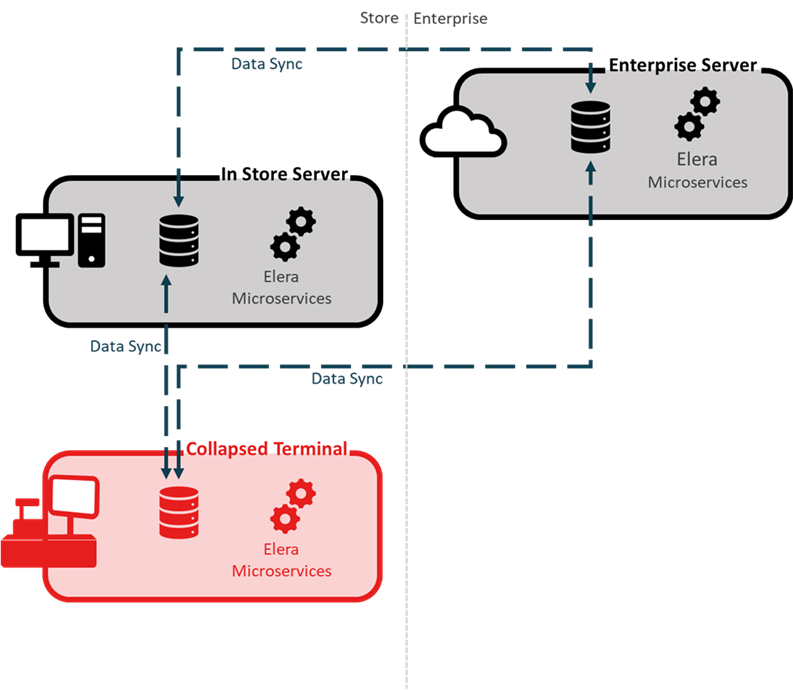 Store
Enterprise
Data Sync
Enterprise Server
Elera
Microservices
In Store Server
Elera
Microservices
Data Sync
Data Sync
Collapsed Terminal
Elera
Microservices